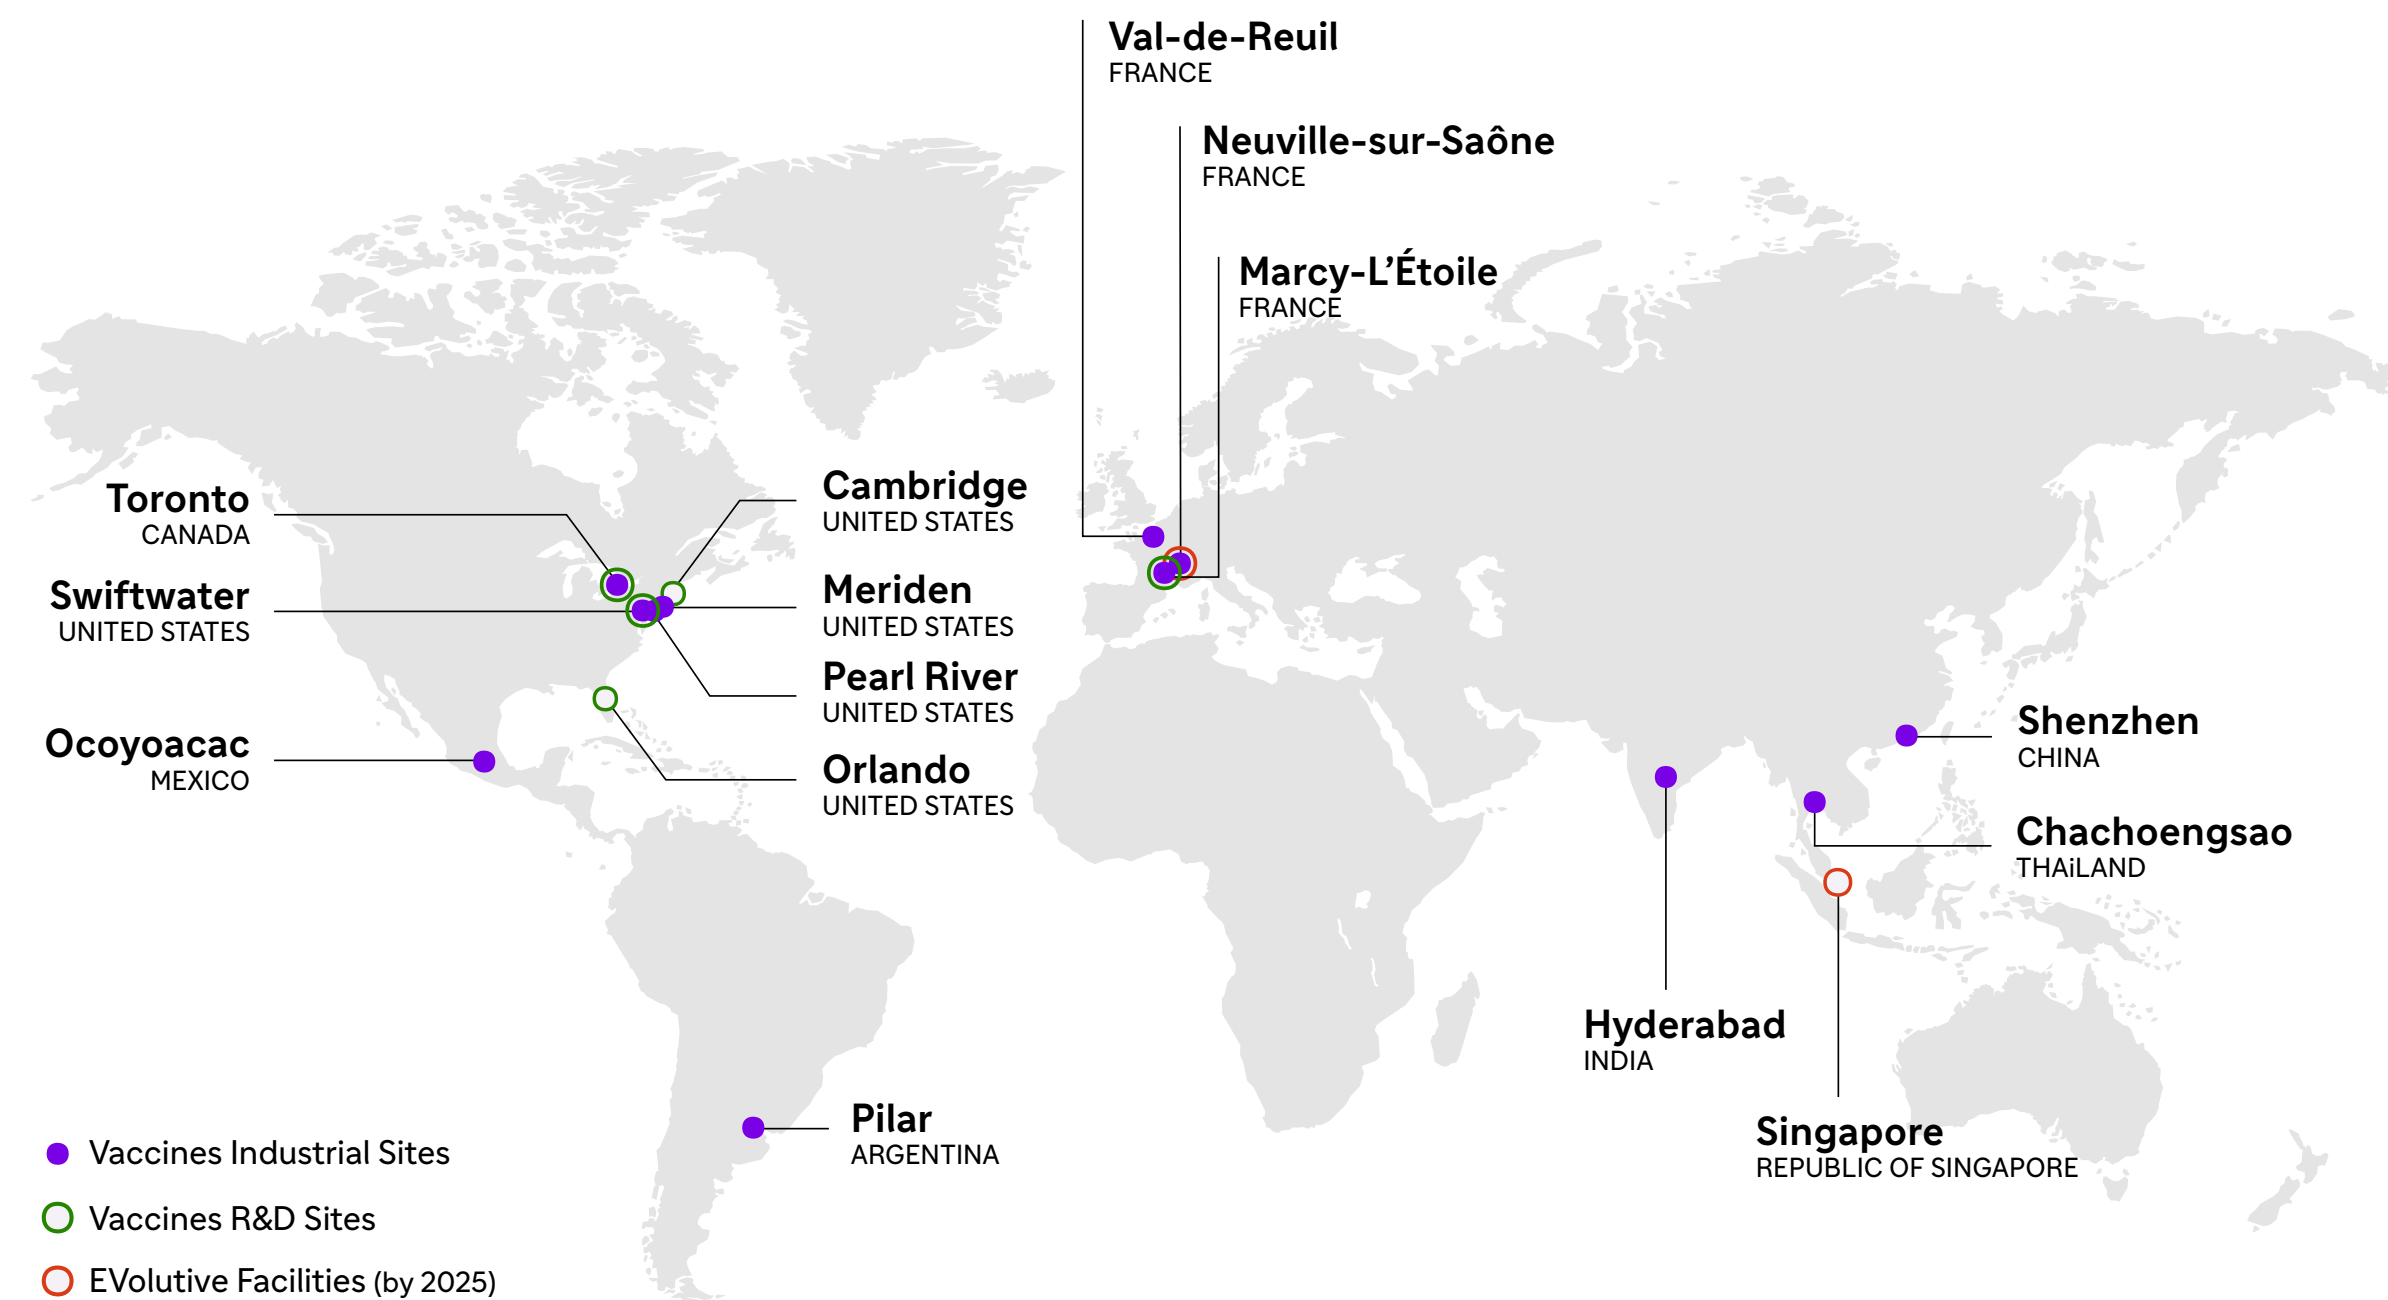 Val-de-Reuil
FRANCE
Neuville-sur-Saône
FRANCE
Marcy-L’Étoile
FRANCE
Toronto
CANADA
Swiftwater
UNITED STATES
Ocoyoacac
MEXICO
Cambridge
UNITED STATES
Meriden
UNITED STATES
Pearl River
UNITED STATES
Orlando
UNITED STATES
Shenzhen
CHINA
Chachoengsao
THAiLAND
Hyderabad
INDIA
Singapore
REPUBLIC OF SINGAPORE
Pilar
ARGENTINA
Vaccines Industrial Sites
Vaccines R&D Sites
EVolutive Facilities (by 2025)